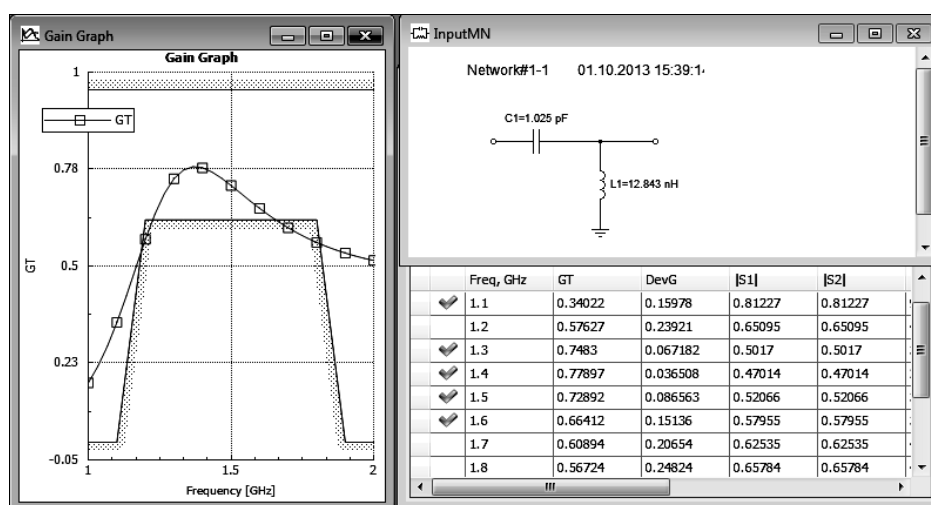 Gain Graph
Gain Graph
1
GT
0.78
0.5
0.23
-0.05
GT
1
1.5
2
Frequency [GHz]
InputMN
Network#1-1 01.10.2013 15:39:1
C1=1.025 pF
L1=12.843 nH
Freq, GHz GT DevG |S1| |S2|
1.1 0.34022 0.15978 0.81227 0.81227
1.2 0.57627 0.23921 0.65095 0.65095
1.3 0.7483 0.067182 0.5017 0.5017
1.4 0.77897 0.036508 0.47014 0.47014
1.5 0.72892 0.086563 0.52066 0.52066
1.6 0.66412 0.15136 0.57955 0.57955
1.7 0.60894 0.20654 0.62535 0.62535
1.8 0.56724 0.24824 0.65784 0.65784